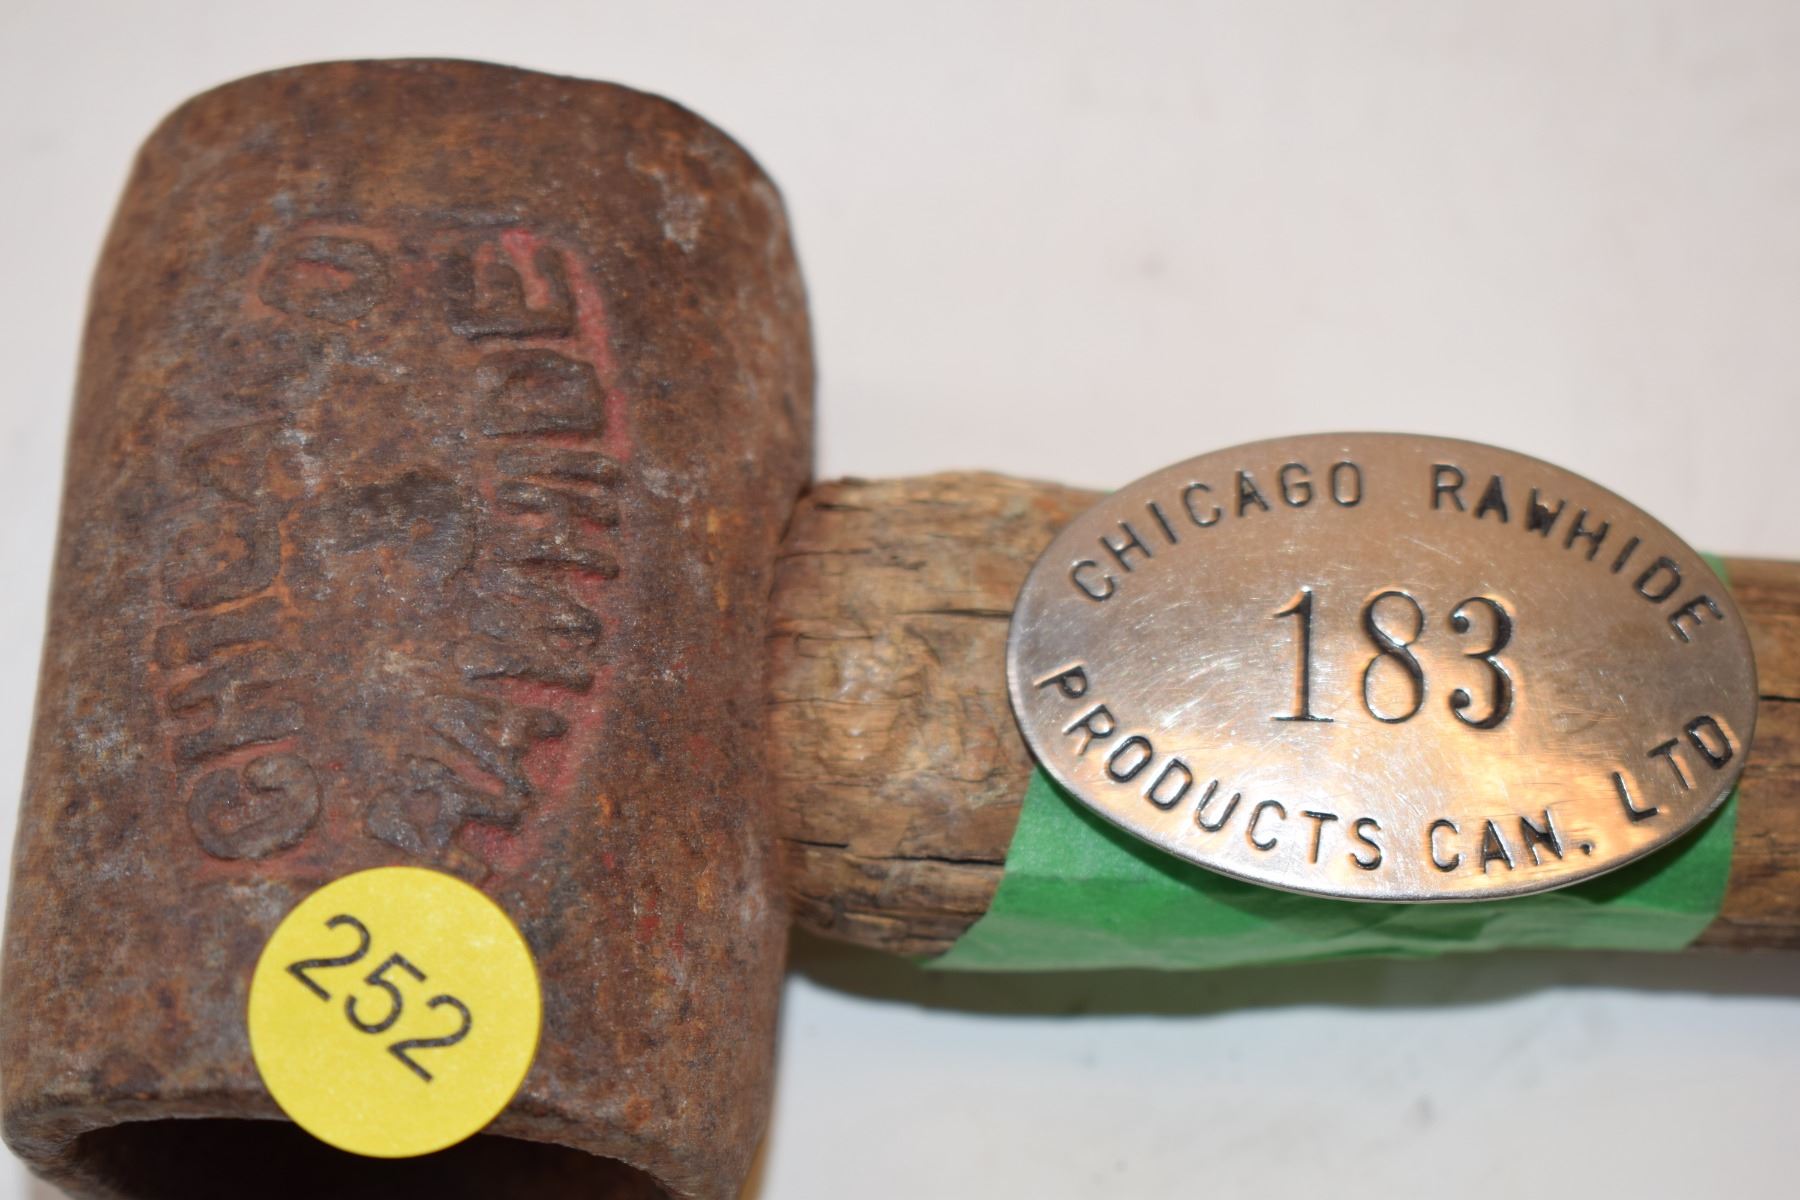 CHICAGO
RAWHIDE
252
CHICAGO RAWHIDE
183
PRODUCTS CAN. LTD